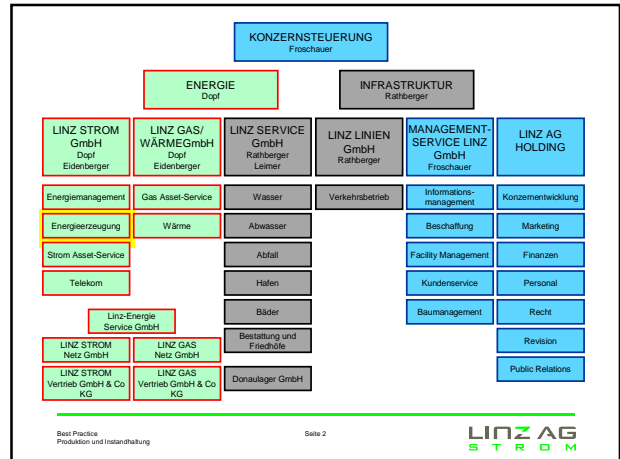 KONZERNSTEUERUNG
Froschauer
ENERGIE
Dopf
INFRASTRUKTUR
Rathberger
LINZ STROM
GmbH
Dopf
Eidenberger
LINZ GAS/
WÄRMEGmbH
Dopf
Eidenberger
LINZ SERVICE
GmbH
Rathberger
Leimer
LINZ LINIEN
GmbH
Rathberger
MANAGEMENT-
SERVICE LINZ
GmbH
Froschauer
LINZ AG
HOLDING
Energiemanagement
Gas Asset-Service
Wasser
Verkehrsbetrieb
Informations-
management
Konzernentwicklung
Energieerzeugung
Wärme
Abwasser
Beschaffung
Marketing
Strom Asset-Service
Abfall
Facility Management
Finanzen
Telekom
Hafen
Kundenservice
Personal
Linz-Energie
Service GmbH
Bäder
Baumanagement
Recht
LINZ STROM
Netz GmbH
LINZ GAS
Netz GmbH
Bestattung und
Friedhöfe
Revision
LINZ STROM
Vertrieb GmbH & Co
KG
LINZ GAS
Vertrieb GmbH & Co
KG
Donaulager GmbH
Public Relations
Best Practice
Produktion und Instandhaltung
Seite 2
LINZ AG
STROM